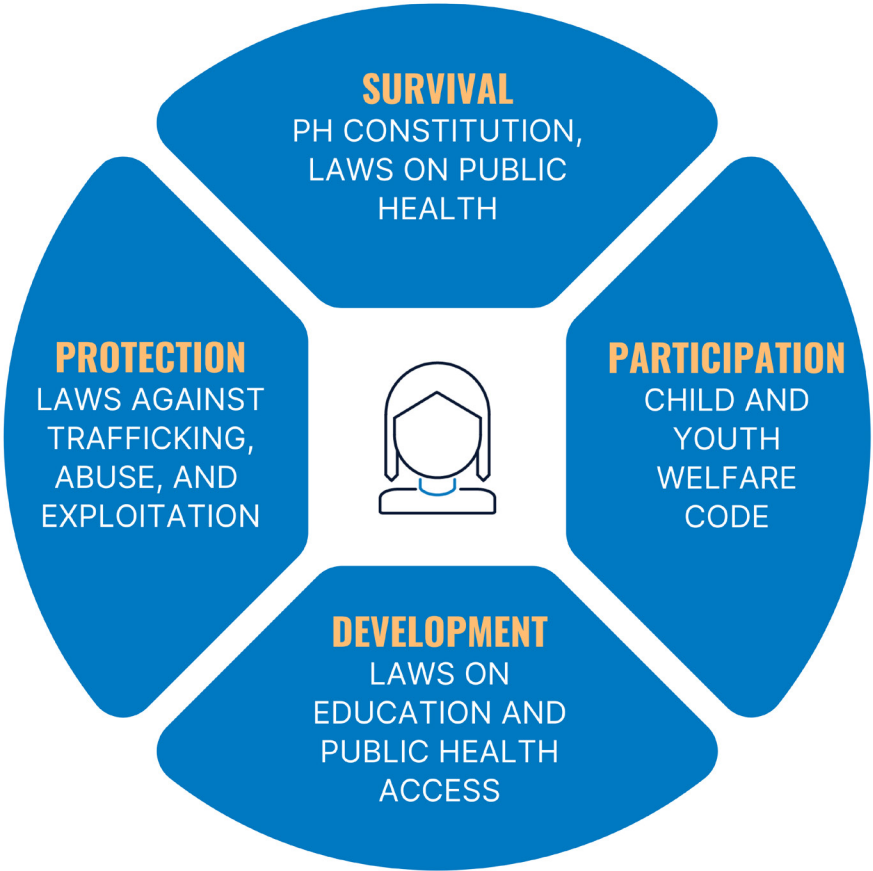 SURVIVAL
PH CONSTITUTION,
LAWS ON PUBLIC
HEALTH
PROTECTION
LAWS AGAINST
TRAFFICKING,
ABUSE, AND
EXPLOITATION
PARTICIPATION
CHILD AND
YOUTH
WELFARE
CODE
DEVELOPMENT
LAWS ON
EDUCATION AND
PUBLIC HEALTH
ACCESS